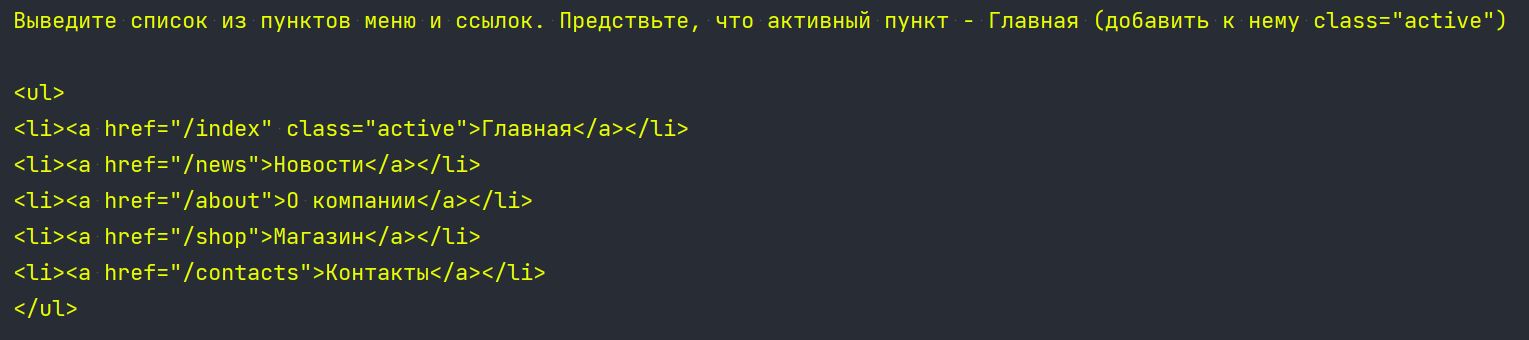 Выведите список из пунктов меню и ссылок. Предствьте, что активный пункт - Главная (добавить к нему class="active")
<ul>
<li><a href="/index" class="active">Главная</a></li>
<li><a href="/news">Новости</a></li>
<li><a href="/about">О компании</a></li>
<li><a href="/shop">Магазин</a></li>
<li><a href="/contacts">Контакты</a></li>
</ul>